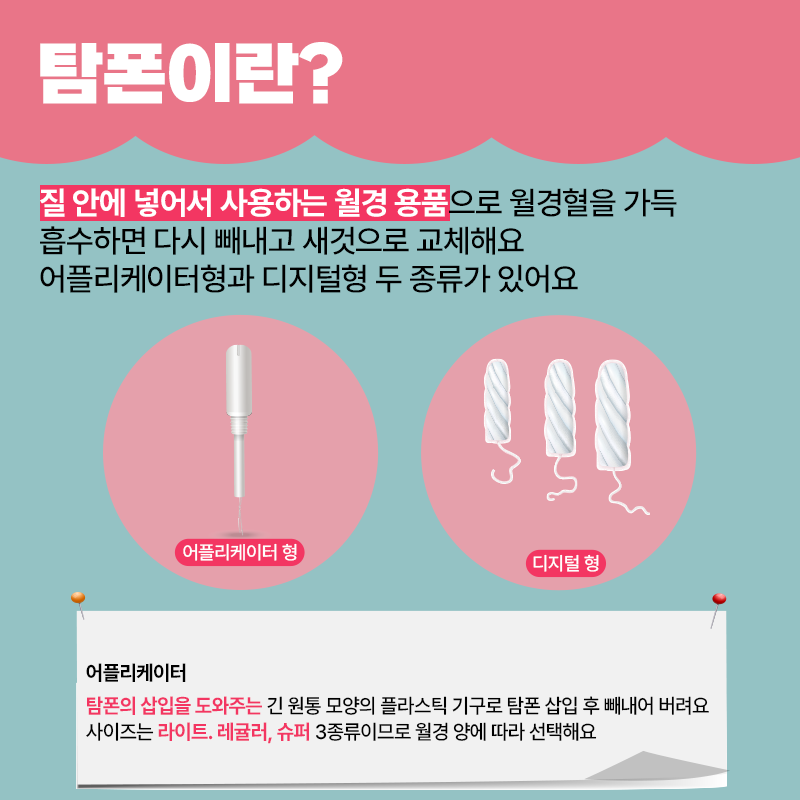 탐폰이란?
질 안에 넣어서 사용하는 월경 용품으로 월경혈을 가득
흡수하면 다시 빼내고 새것으로 교체해요
어플리케이터형과 디지털형 두 종류가 있어요
어플리케이터 형
디지털 형
어플리케이터
탐폰의 삽입을 도와주는 긴 원통 모양의 플라스틱 기구로 탐폰 삽입 후 빼내어 버려요
사이즈는 라이트. 레귤러, 슈퍼 3종류이므로 월경 양에 따라 선택해요